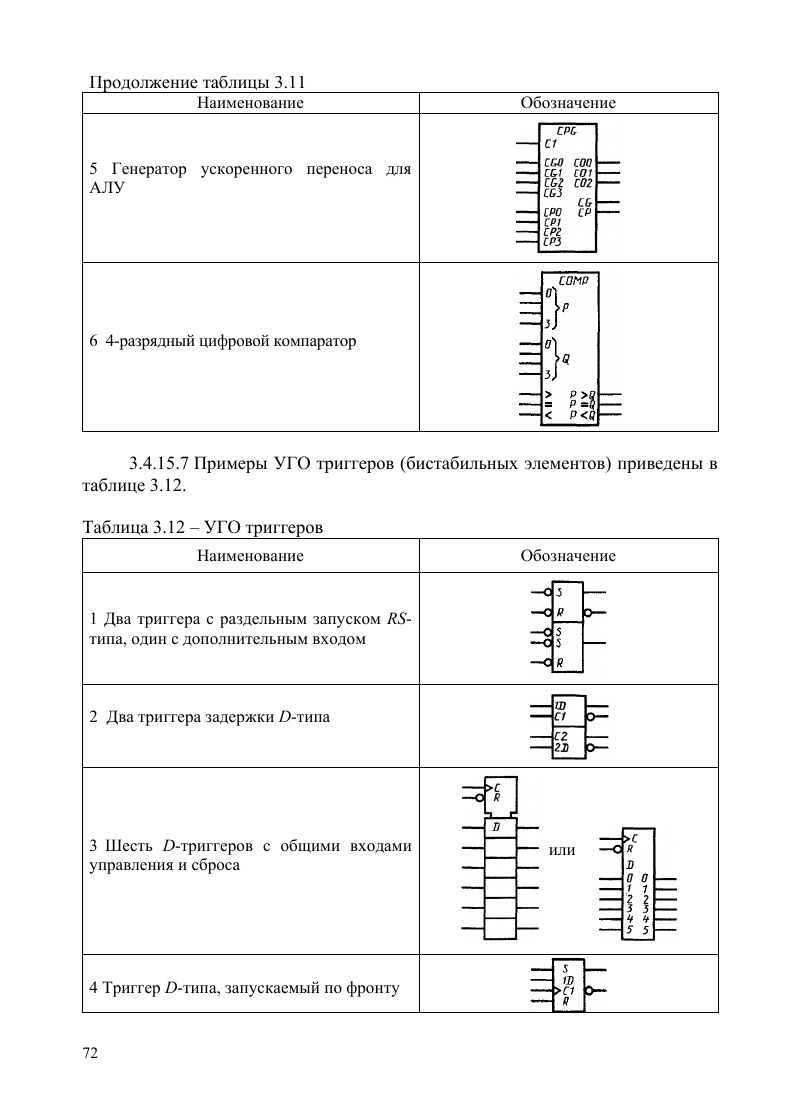 Продолжение таблицы 3.11
Наименование Обозначение
CPG
C1
5 Генератор ускоренного переноса для
АЛУ
CG0 CO0
CG1 CO1
CG2 CO2
CG3
CG
CP0 CP
CP1
CP2
CP3
6 4-разрядный цифровой компаратор
COMP
0
P
3
0
Q
3
> P >Q
= P =Q
< P <Q
3.4.15.7 Примеры УГО триггеров (бистабильных элементов) приведены в
таблице 3.12.
Таблица 3.12 – УГО триггеров
Наименование Обозначение
1 Два триггера с раздельным запуском RS-
типа, один с дополнительным входом
S
R
S
S
R
2 Два триггера задержки D-типа
1D
C1
C2
2D
3 Шесть D-триггеров с общими входами
управления и сброса
C
R
D
или
C
R
D
0 0
1 1
2 2
3 3
4 4
5 5
4 Триггер D-типа, запускаемый по фронту
S
1D
C1
R
72